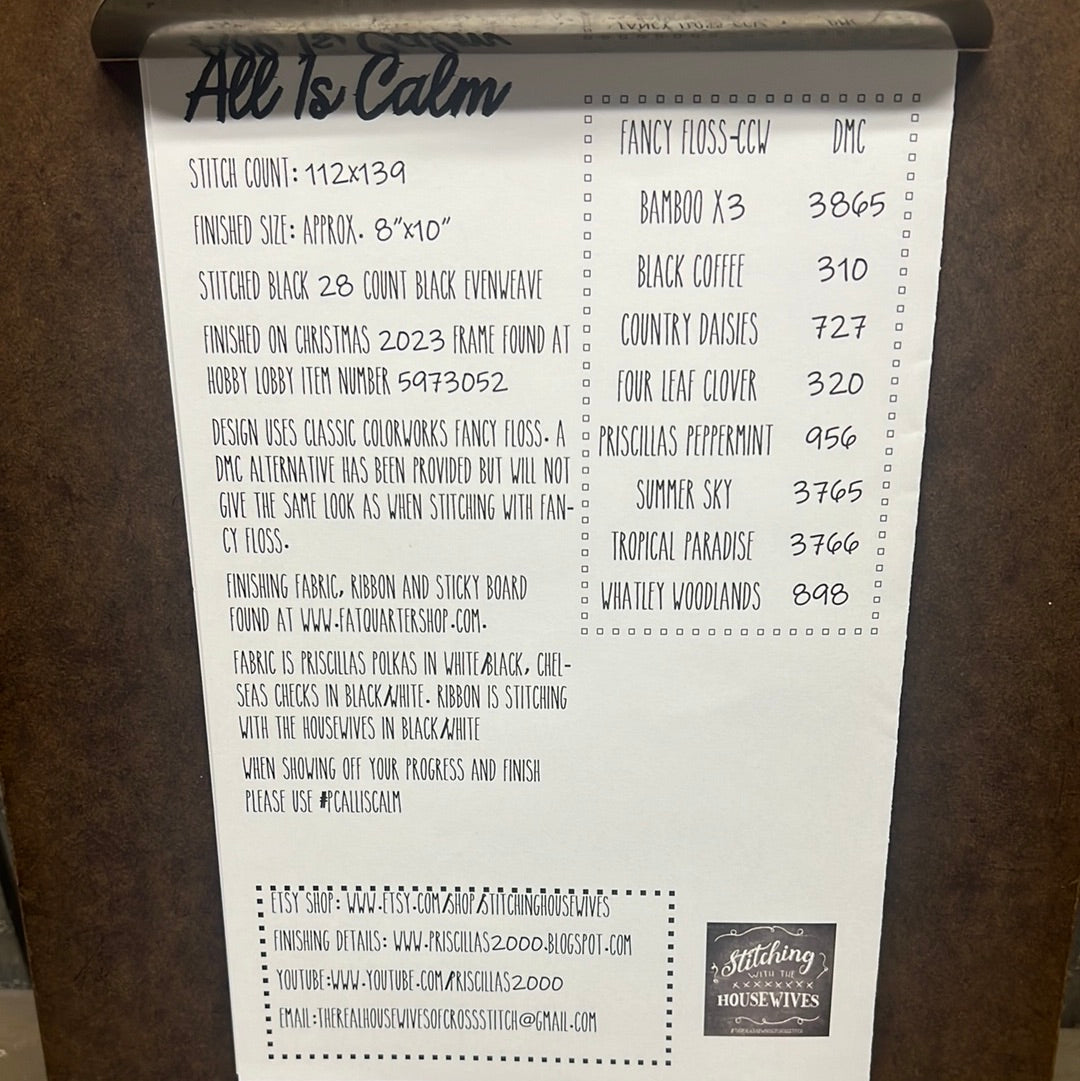 All Is Calm
STITCH COUNT: 112X139
FINISHED SIZE: APPROX. 8"X10"
STITCHED BLACK 28 COUNT BLACK EVENWEAVE
FINISHED ON CHRISTMAS 2023 FRAME FOUND AT
HOBBY LOBBY ITEM NUMBER 5973052
DESIGN USES CLASSIC COLORWORKS FANCY FLOSS. A
DMC ALTERNATIVE HAS BEEN PROVIDED BUT WILL NOT
GIVE THE SAME LOOK AS WHEN STITCHING WITH FAN-
CY FLOSS.
FINISHING FABRIC, RIBBON AND STICKY BOARD
FOUND AT WWW.FATQUARTERSHOP.COM.
FABRIC IS PRISCILLAS POLKAS IN WHITE/BLACK, CHEL-
SEAS CHECKS IN BLACK/WHITE. RIBBON IS STITCHING
WITH THE HOUSEWIVES IN BLACK/WHITE
WHEN SHOWING OFF YOUR PROGRESS AND FINISH
PLEASE USE #PCALLISCALM
FANCY FLOSS-CCW DMC
BAMBOO X3 3865
BLACK COFFEE 310
COUNTRY DAISIES 727
FOUR LEAF CLOVER 320
PRISCILLAS PEPPERMINT 956
SUMMER SKY 3765
TROPICAL PARADISE 3766
WHATLEY WOODLANDS 898
ETSY SHOP: WWW.ETSY.COM/SHOP/STITCHINGHOUSEWIVES
FINISHING DETAILS: WWW.PRISCILLAS2000.BLOGSPOT.COM
YOUTUBE:WWW.YOUTUBE.COM/PRISCILLAS2000
EMAIL:THEREALHOUSEWIVESOFCROSSSTITCH@GMAIL.COM
Stitching
WITH THE
XXXXXXXX
HOUSEWIVES